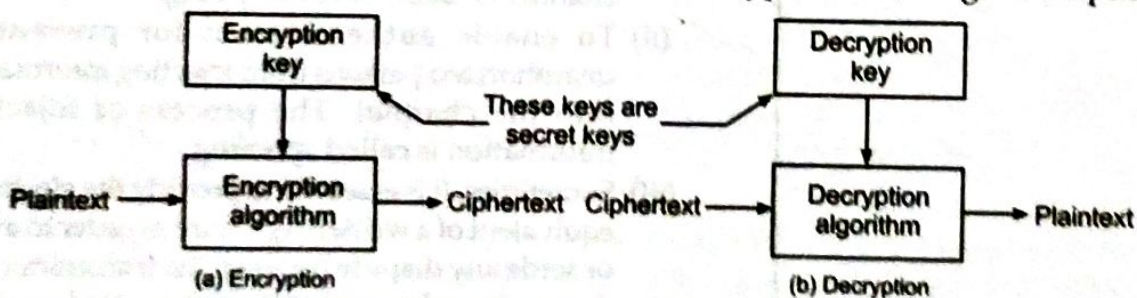 Encryption
key
Decryption
key
These keys are
secret keys
Plaintext
Encryption
algorithm
Ciphertext
Ciphertext
Decryption
algorithm
Plaintext
(a) Encryption
(b) Decryption